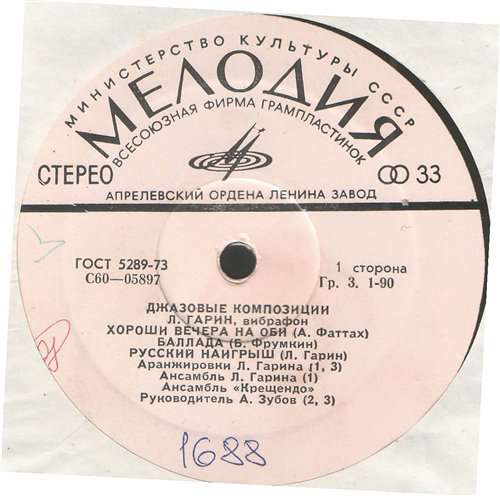 МИНИСТЕРСТВО КУЛЬТУРЫ СССР
МЕЛОДИЯ
ВСЕСОЮЗНАЯ ФИРМА ГРАМПЛАСТИНОК
СТЕРЕО 33
АПРЕЛЕВСКИЙ ОРДЕНА ЛЕНИНА ЗАВОД
ГОСТ 5289-73
С60—05897
1 сторона
Гр. 3. 1-90
ДЖАЗОВЫЕ КОМПОЗИЦИИ
Л. ГАРИН, вибрафон
ХОРОШИ ВЕЧЕРА НА ОБИ (А. Фаттах)
БАЛЛАДА (Б. Фрумкин)
РУССКИЙ НАИГРЫШ (Л. Гарин)
Аранжировки Л. Гарина (1, 3)
Ансамбль Л. Гарина (1)
Ансамбль «Крещендо»
Руководитель А. Зубов (2, 3)
1688